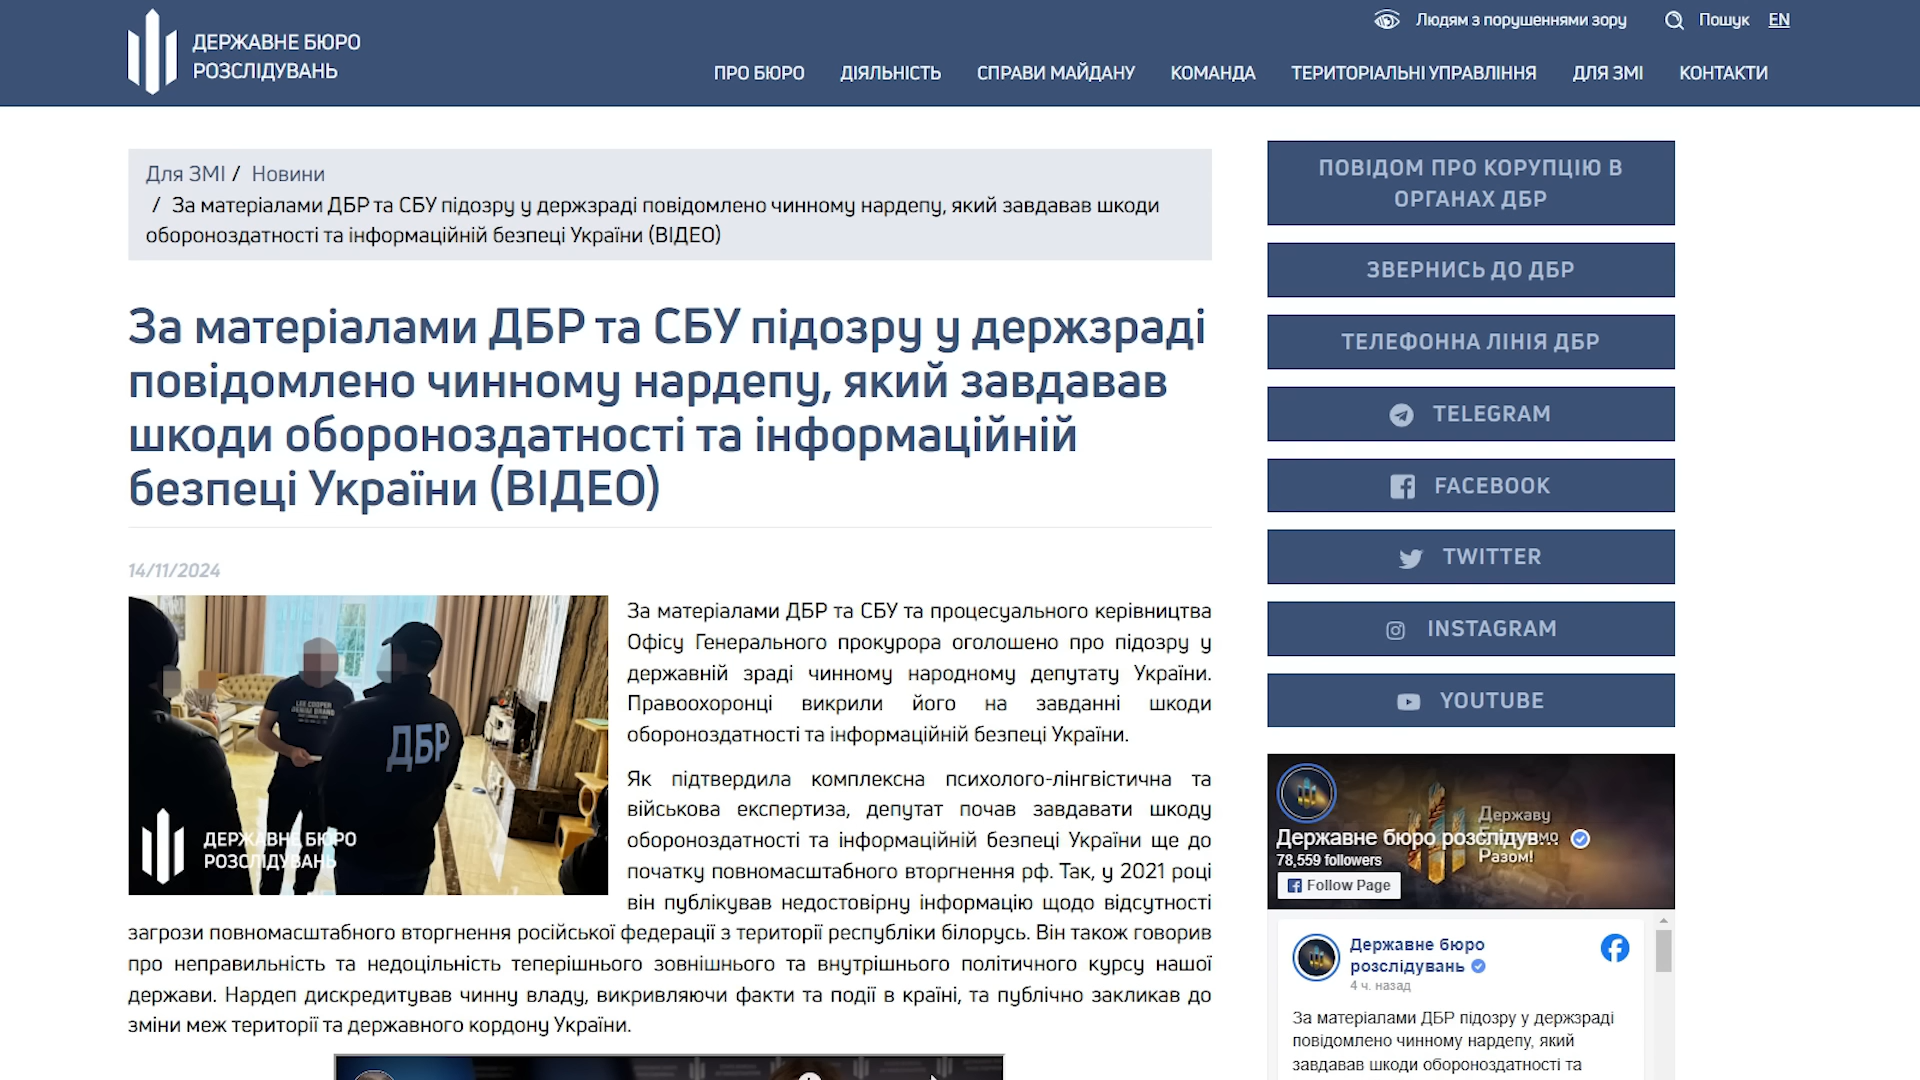 ДЕРЖАВНЕ БЮРО
РОЗСЛІДУВАНЬ
Людям з порушеннями зору
Пошук
EN
ПРО БЮРО
ДІЯЛЬНІСТЬ
СПРАВИ МАЙДАНУ
КОМАНДА
ТЕРИТОРІАЛЬНІ УПРАВЛІННЯ
ДЛЯ ЗМІ
КОНТАКТИ
Для ЗМІ / Новини
/ За матеріалами ДБР та СБУ підозру у держзраді повідомлено чинному нардепу, який завдавав шкоди
обороноздатності та інформаційній безпеці України (ВІДЕО)
За матеріалами ДБР та СБУ підозру у держзраді
повідомлено чинному нардепу, який завдавав
шкоди обороноздатності та інформаційній
безпеці України (ВІДЕО)
14/11/2024
LEE COOPER
ДБР
ДЕРЖАВНЕ БЮРО
РОЗСЛІДУВАНЬ
За матеріалами ДБР та СБУ та процесуального керівництва
Офісу Генерального прокурора оголошено про підозру у
державній зраді чинному народному депутату України.
Правоохоронці викрили його на завданні шкоди
обороноздатності та інформаційній безпеці України.
Як підтвердила комплексна психолого-лінгвістична та
військова експертиза, депутат почав завдавати шкоду
обороноздатності та інформаційній безпеці України ще до
початку повномасштабного вторгнення рф. Так, у 2021 році
він публікував недостовірну інформацію щодо відсутності
загрози повномасштабного вторгнення російської федерації з території республіки білорусь. Він також говорив
про неправильність та недоцільність теперішнього зовнішнього та внутрішнього політичного курсу нашої
держави. Нардеп дискредитував чинну владу, викривляючи факти та події в країні, та публічно закликав до
зміни меж території та державного кордону України.
ПОВІДОМ ПРО КОРУПЦІЮ В
ОРГАНАХ ДБР
ЗВЕРНИСЬ ДО ДБР
ТЕЛЕФОННА ЛІНІЯ ДБР
TELEGRAM
FACEBOOK
TWITTER
INSTAGRAM
YOUTUBE
Державу
Разом!
Державне бюро розслідув...
78,559 followers
Follow Page
Державне бюро
розслідувань
4 ч. назад
За матеріалами ДБР підозру у держзраді
повідомлено чинному нардепу, який
завдавав шкоди обороноздатності та